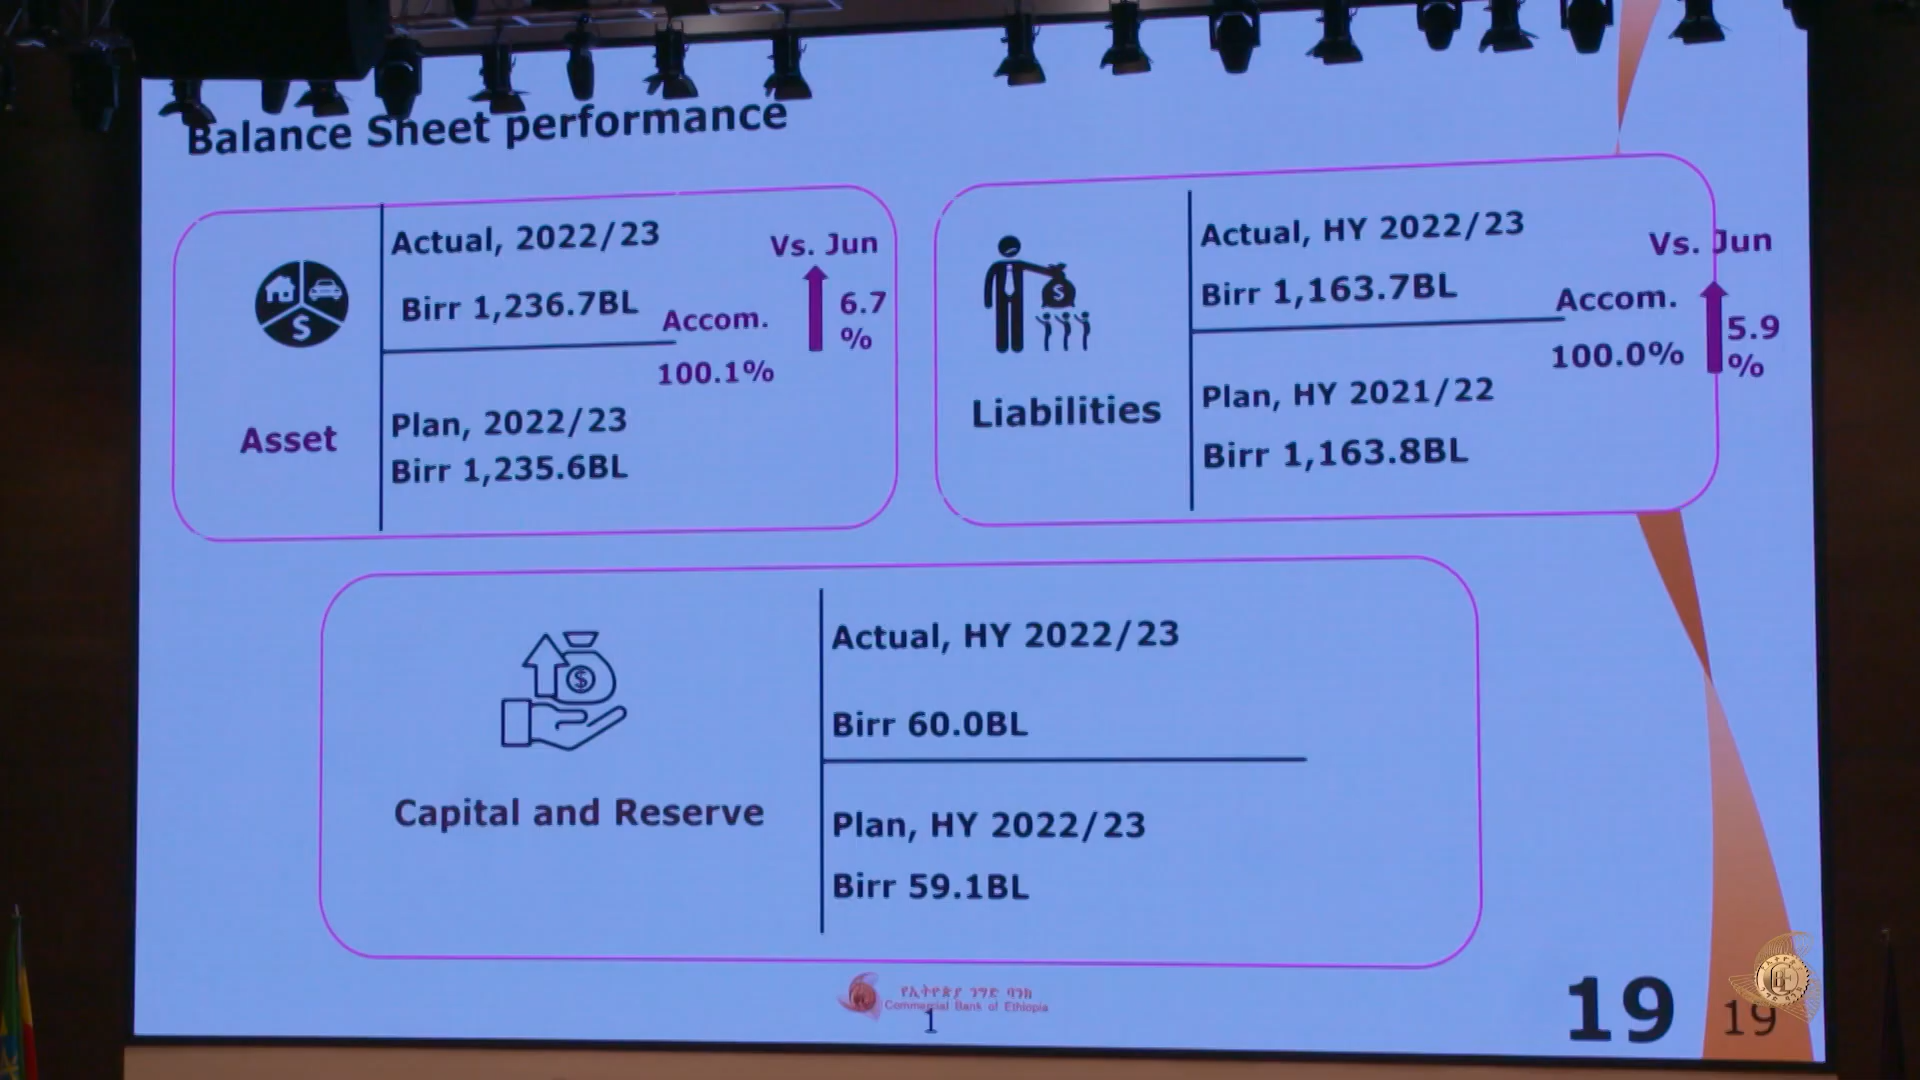 Balance Sheet performance
Asset
Actual, 2022/23
Birr 1,236.7BL
Accom.
100.1%
Vs. Jun
6.7
%
Plan, 2022/23
Birr 1,235.6BL
Liabilities
Actual, HY 2022/23
Birr 1,163.7BL
Accom.
100.0%
Vs. Jun
5.9
%
Plan, HY 2021/22
Birr 1,163.8BL
Capital and Reserve
Actual, HY 2022/23
Birr 60.0BL
Plan, HY 2022/23
Birr 59.1BL
የኢትዮጵያ ንግድ ባንክ
Commercial Bank of Ethiopia
1
19
19